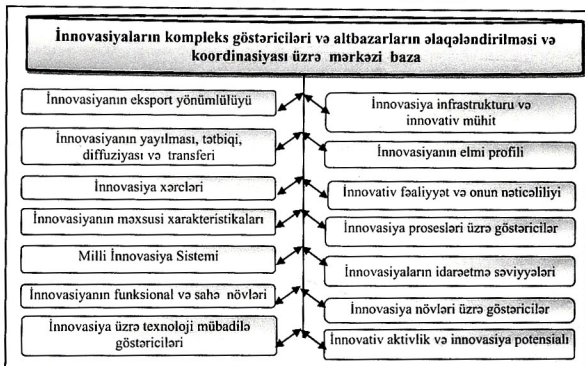 İnnovasiyaların kompleks göstəriciləri və altbazarların əlaqələndirilməsi və
koordinasiyası üzrə mərkəzi baza
İnnovasiyanın eksport yönümlülüyü
İnnovasiyanın yayılması, tətbiqi,
diffuziyası və transferi
İnnovasiya xərcləri
İnnovasiyanın məxsusi xarakteristikaları
Milli İnnovasiya Sistemi
İnnovasiyanın funksional və sahə növləri
İnnovasiya üzrə texnoloji mübadilə
göstəriciləri
İnnovasiya infrastrukturu və
innovativ mühit
İnnovasiyanın elmi profili
İnnovativ fəaliyyət və onun nəticəliliyi
İnnovasiya prosesləri üzrə göstəricilər
İnnovasiyaların idarəetmə səviyyələri
İnnovasiya növləri üzrə göstəricilər
İnnovativ aktivlik və innovasiya potensialı